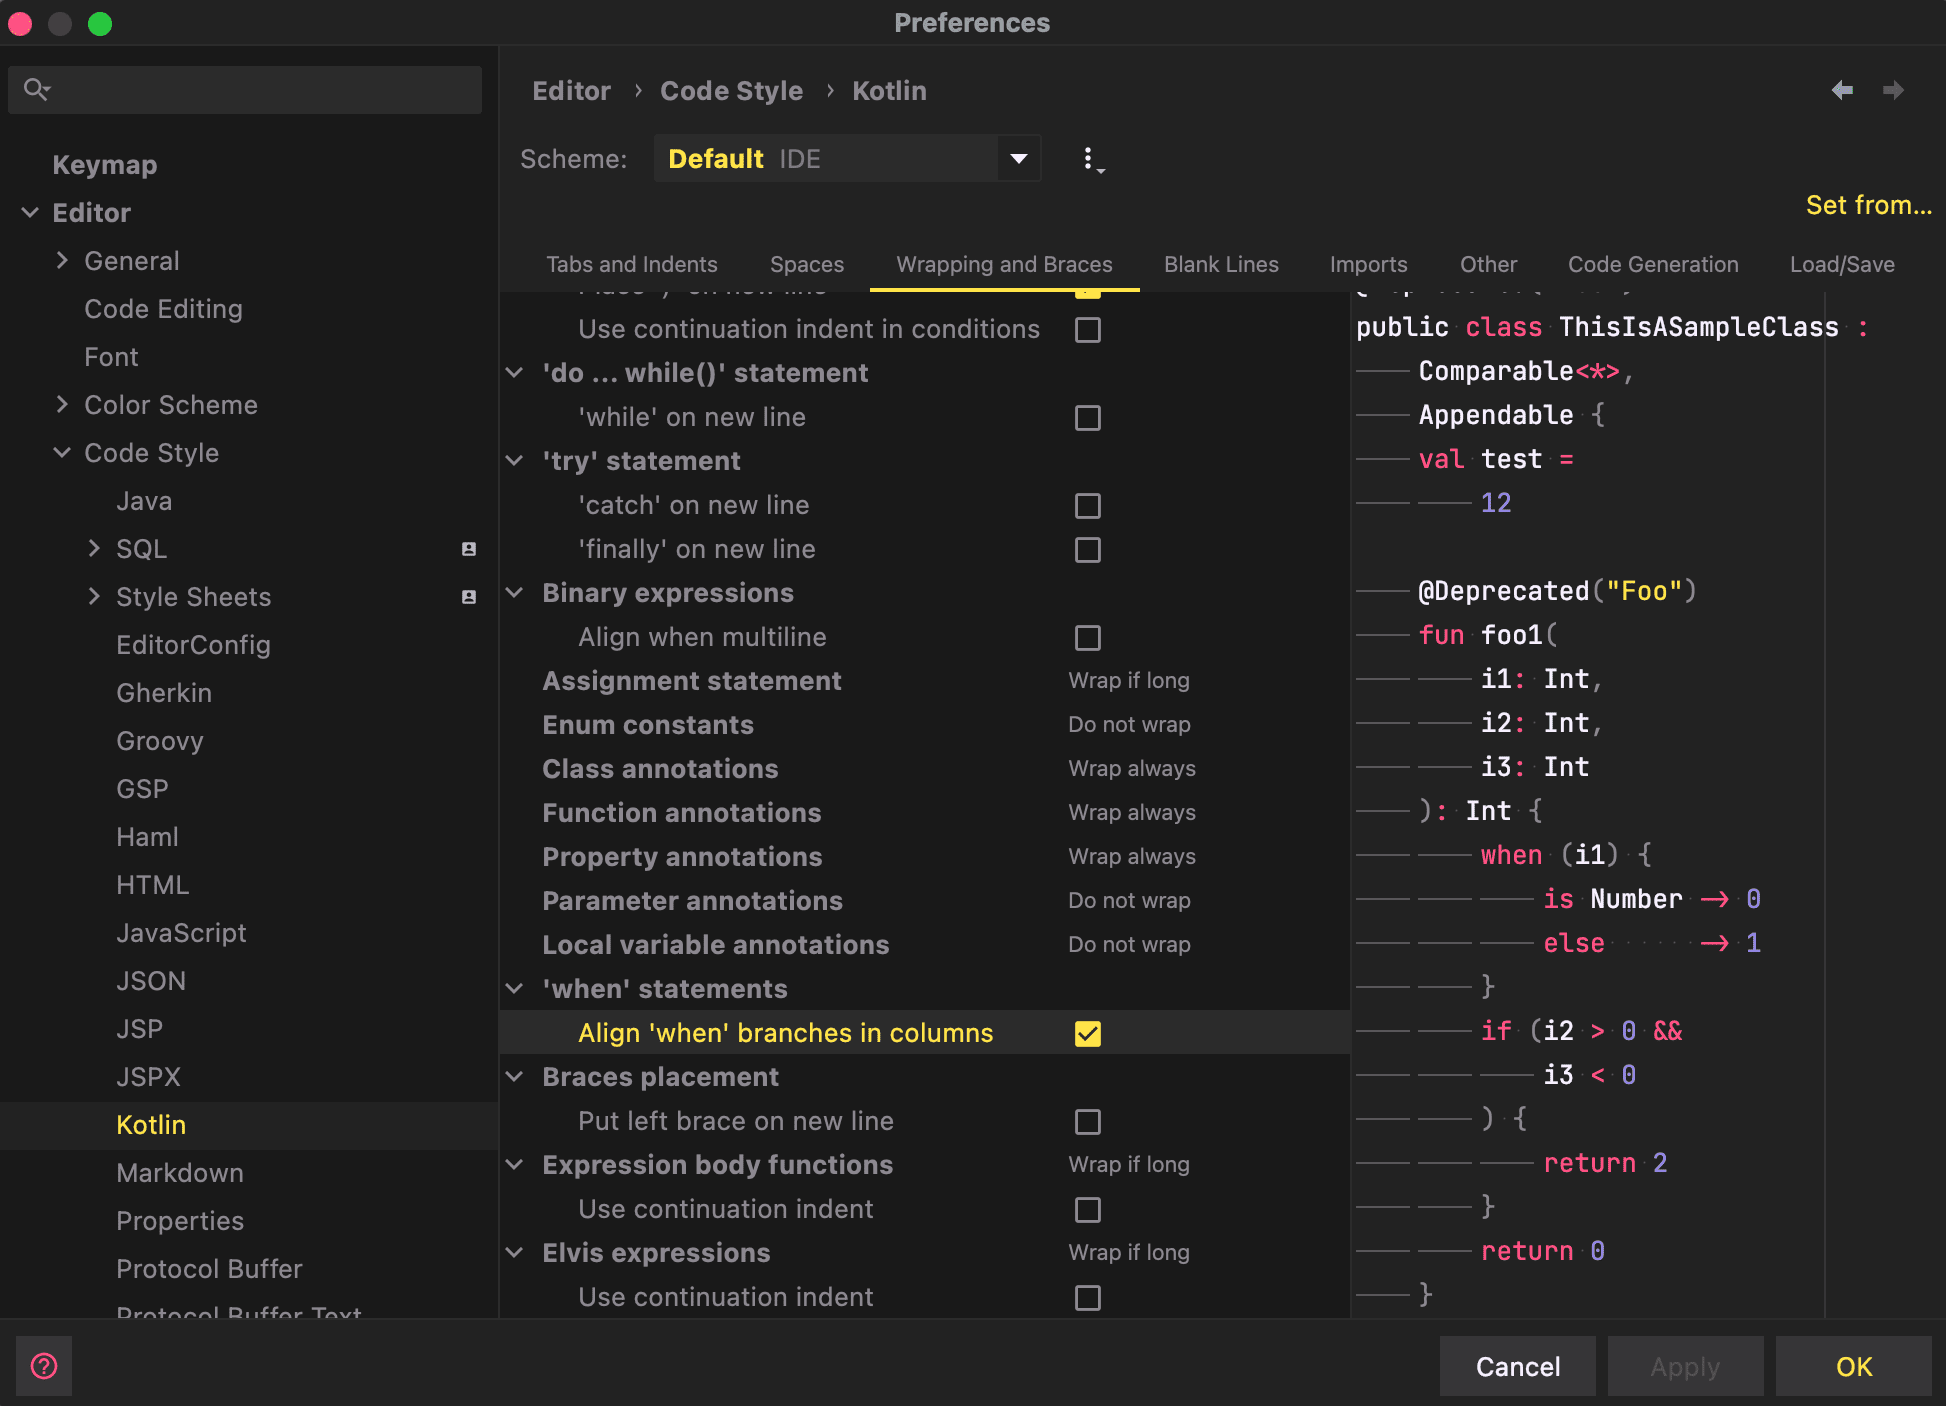 Preferences
Editor › Code Style › Kotlin
Scheme: Default IDE
Set from...
Tabs and Indents Spaces Wrapping and Braces Blank Lines Imports Other Code Generation Load/Save
Keymap
Editor
General
Code Editing
Font
Color Scheme
Code Style
Java
SQL
Style Sheets
EditorConfig
Gherkin
Groovy
GSP
Haml
HTML
JavaScript
JSON
JSP
JSPX
Kotlin
Markdown
Properties
Protocol Buffer
Protocol Buffer Text
Use continuation indent in conditions
'do ... while()' statement
'while' on new line
'try' statement
'catch' on new line
'finally' on new line
Binary expressions
Align when multiline
Assignment statement Wrap if long
Enum constants Do not wrap
Class annotations Wrap always
Function annotations Wrap always
Property annotations Wrap always
Parameter annotations Do not wrap
Local variable annotations Do not wrap
'when' statements
Align 'when' branches in columns
Braces placement
Put left brace on new line
Expression body functions Wrap if long
Use continuation indent
Elvis expressions Wrap if long
Use continuation indent
public class ThisIsASampleClass :
Comparable<*>,
Appendable {
val test =
12
@Deprecated("Foo")
fun foo1(
i1: Int,
i2: Int,
i3: Int
): Int {
when (i1) {
is Number -> 0
else -> 1
}
if (i2 > 0 &&
i3 < 0
) {
return 2
}
return 0
}
?
Cancel Apply OK